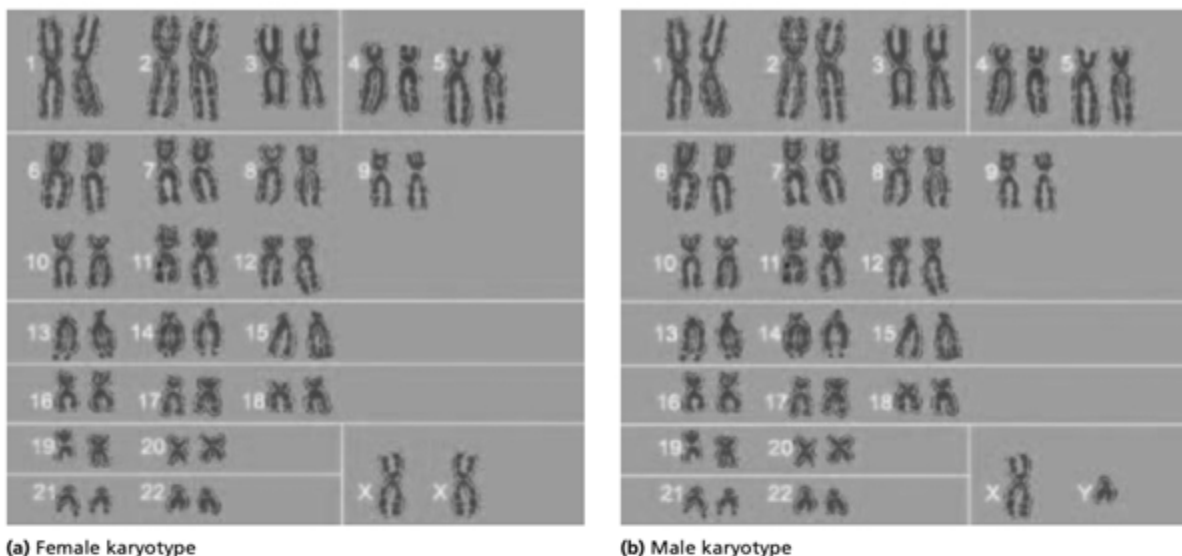 1 2 3 4 5
6 7 8 9
10 11 12
13 14 15
16 17 18
19 20
21 22 X X
(a) Female karyotype
1 2 3 4 5
6 7 8 9
10 11 12
13 14 15
16 17 18
19 20
21 22 X Y
(b) Male karyotype